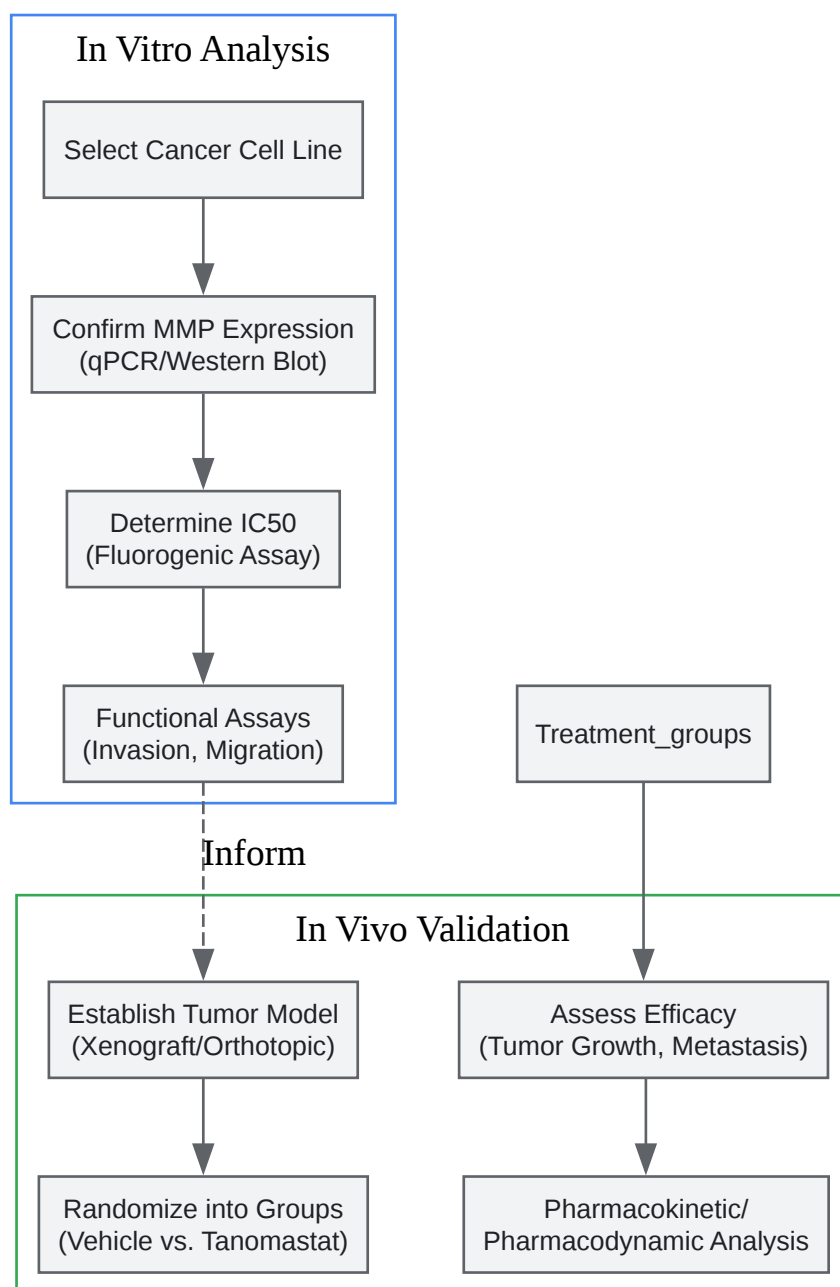 In Vitro Analysis
Select Cancer Cell Line
Confirm MMP Expression
(qPCR/Western Blot)
Determine IC50
(Fluorogenic Assay)
Functional Assays
(Invasion, Migration)
Treatment_groups
Inform
In Vivo Validation
Establish Tumor Model
(Xenograft/Orthotopic)
Assess Efficacy
(Tumor Growth, Metastasis)
Randomize into Groups
(Vehicle vs. Tanomastat)
Pharmacokinetic/
Pharmacodynamic Analysis